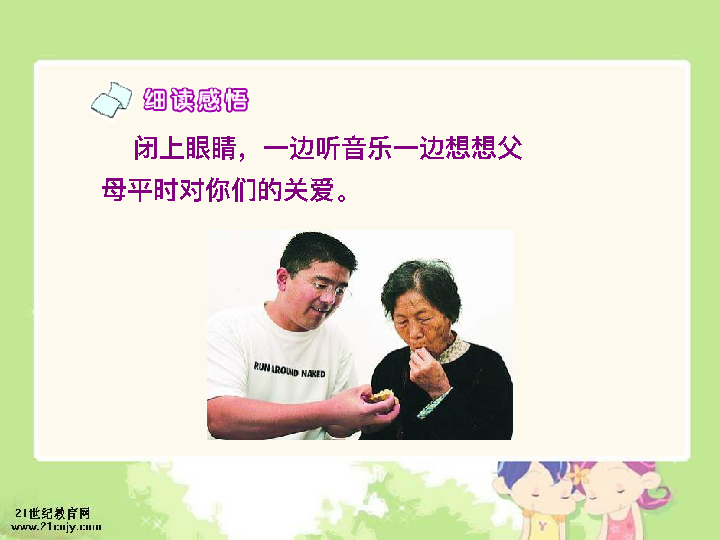 细读感悟
闭上眼睛，一边听音乐一边想想父
母平时对你们的关爱。
RUN AROUND NAKED
21世纪教育网
www.21cnjy.com